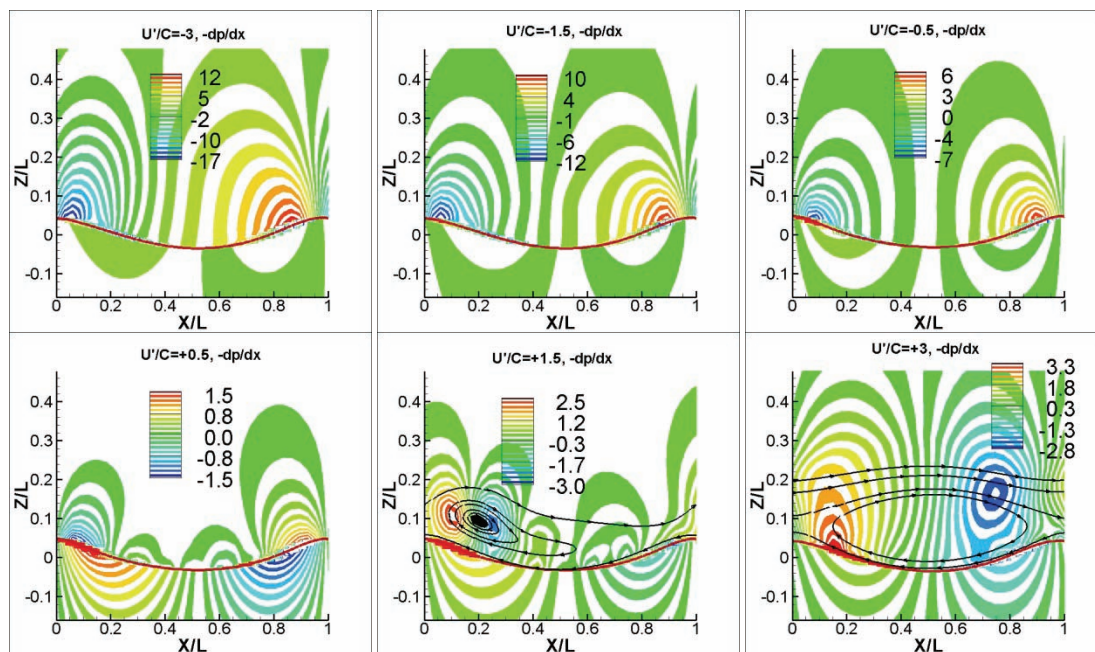 U'/C=-3, -dp/dx
12
5
-2
-10
-17
0.4
0.3
0.2
0.1
0
-0.1
Z/L
0 0.2 0.4 0.6 0.8 1
X/L
U'/C=-1.5, -dp/dx
10
4
-1
-6
-12
0.4
0.3
0.2
0.1
0
-0.1
Z/L
0 0.2 0.4 0.6 0.8 1
X/L
U'/C=-0.5, -dp/dx
6
3
0
-4
-7
0.4
0.3
0.2
0.1
0
-0.1
Z/L
0 0.2 0.4 0.6 0.8 1
X/L
U'/C=+0.5, -dp/dx
1.5
0.8
0.0
-0.8
-1.5
0.4
0.3
0.2
0.1
0
-0.1
Z/L
0 0.2 0.4 0.6 0.8 1
X/L
U'/C=+1.5, -dp/dx
2.5
1.2
-0.3
-1.7
-3.0
0.4
0.3
0.2
0.1
0
-0.1
Z/L
0 0.2 0.4 0.6 0.8 1
X/L
U'/C=+3, -dp/dx
3.3
1.8
0.3
-1.3
-2.8
0.4
0.3
0.2
0.1
0
-0.1
Z/L
0 0.2 0.4 0.6 0.8 1
X/L